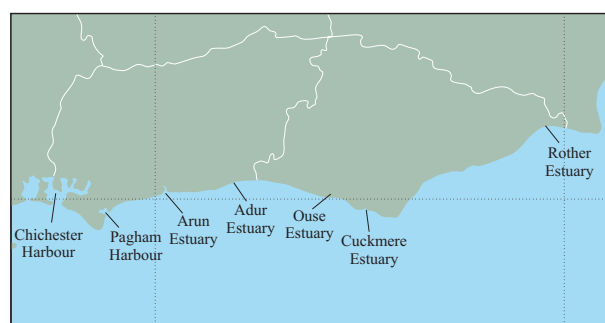 Chichester
Harbour
Pagham
Harbour
Arun
Estuary
Adur
Estuary
Ouse
Estuary
Cuckmere
Estuary
Rother
Estuary